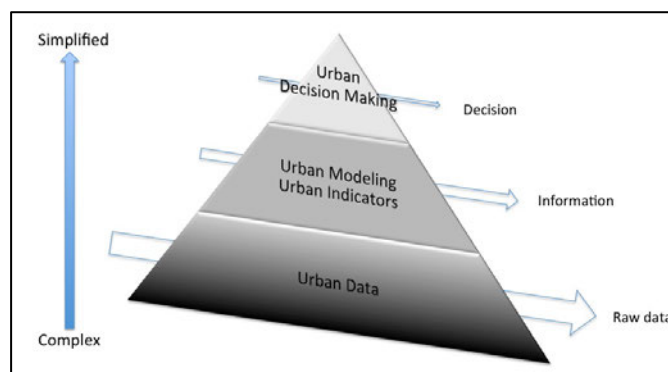 Simplified
Urban
Decision Making
Decision
Urban Modeling
Urban Indicators
Information
Urban Data
Raw data
Complex